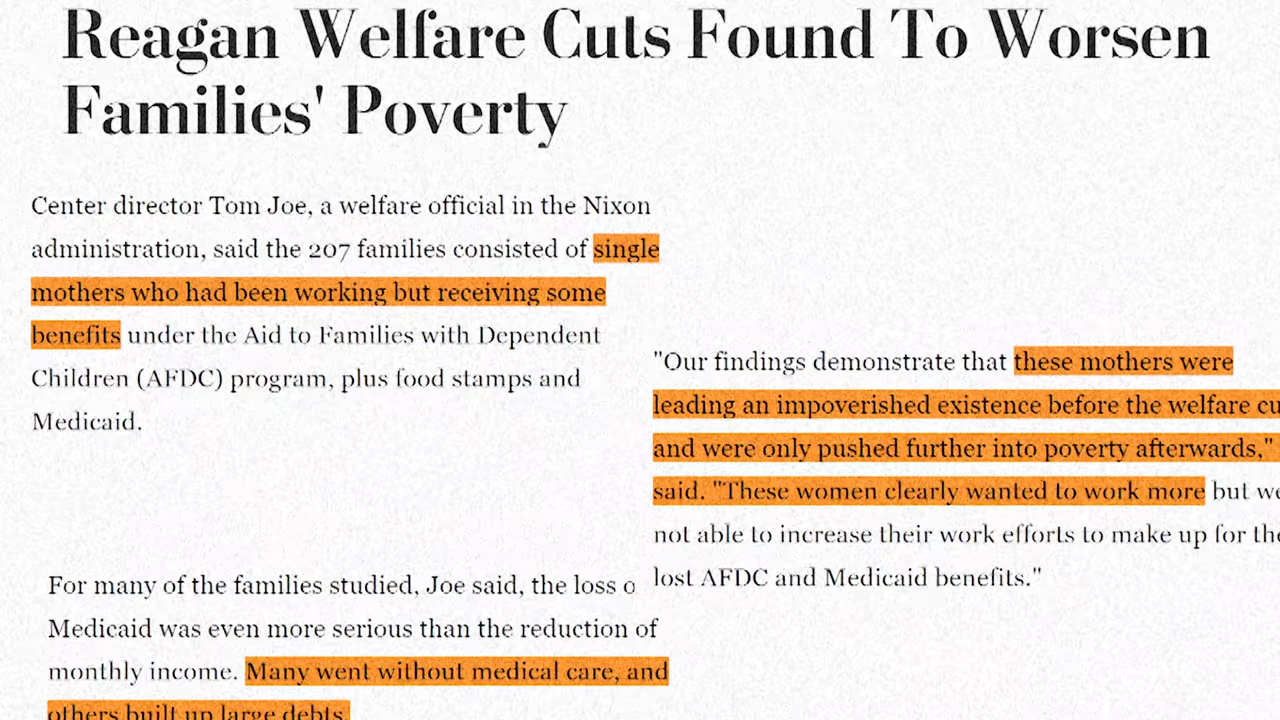 Reagan Welfare Cuts Found To Worsen
Families' Poverty
Center director Tom Joe, a welfare official in the Nixon
administration, said the 207 families consisted of single
mothers who had been working but receiving some
benefits under the Aid to Families with Dependent
Children (AFDC) program, plus food stamps and
Medicaid.
"Our findings demonstrate that these mothers were
leading an impoverished existence before the welfare
and were only pushed further into poverty afterwards,"
said. "These women clearly wanted to work more but
not able to increase their work efforts to make up for
lost AFDC and Medicaid benefits."
For many of the families studied, Joe said, the loss
Medicaid was even more serious than the reduction of
monthly income. Many went without medical care, and
others built up large debts.